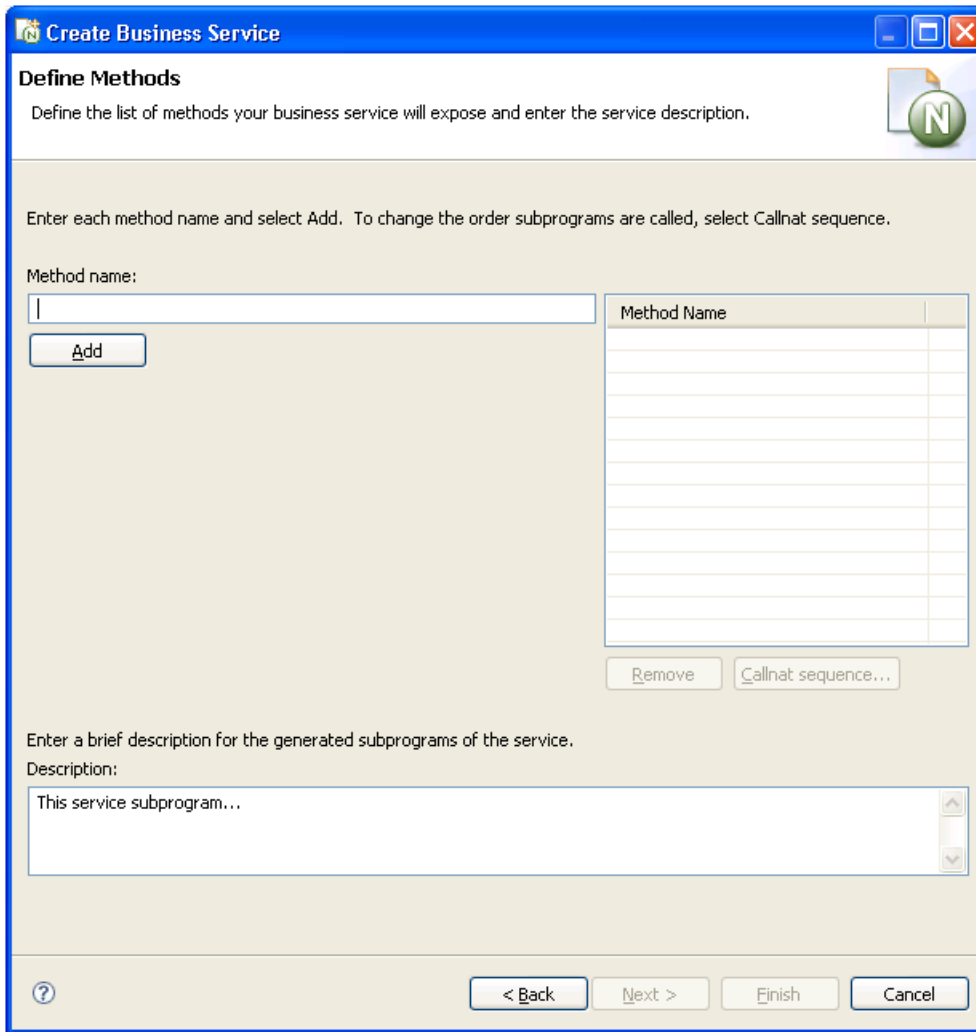 Create Business Service
Define Methods
Define the list of methods your business service will expose and enter the service description.
N
Enter each method name and select Add.  To change the order subprograms are called, select Callnat sequence.
Method name:
Method Name
Add
Remove
Callnat sequence...
Enter a brief description for the generated subprograms of the service.
Description:
This service subprogram...
?
< Back
Next >
Finish
Cancel